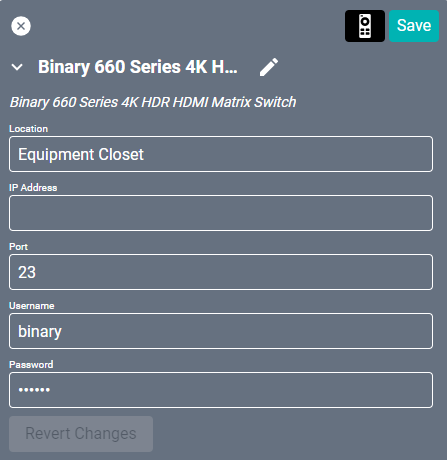 Save
Binary 660 Series 4K H...
Binary 660 Series 4K HDR HDMI Matrix Switch
Location
Equipment Closet
IP Address
Port
23
Username
binary
Password
••••••
Revert Changes